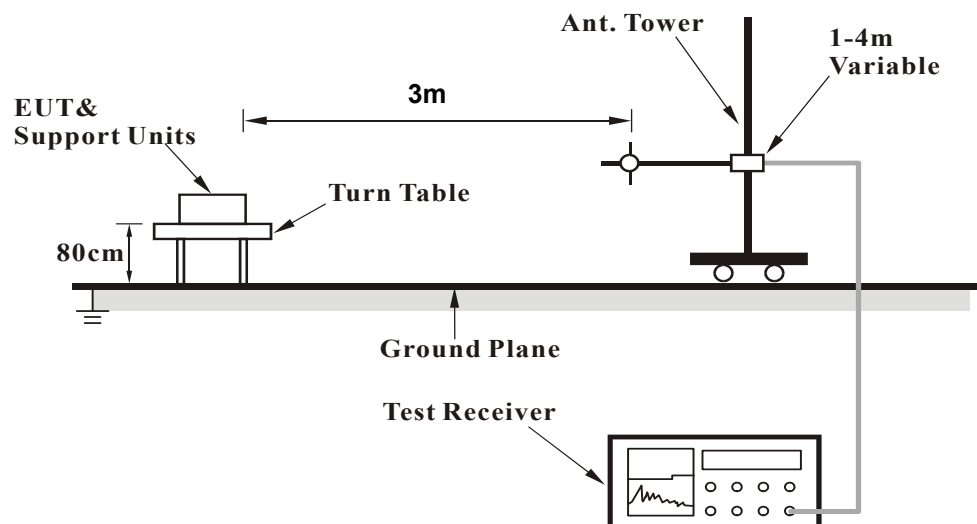 Ant. Tower
1-4m
Variable
3m
EUT&
Support Units
Turn Table
80cm
Ground Plane
Test Receiver